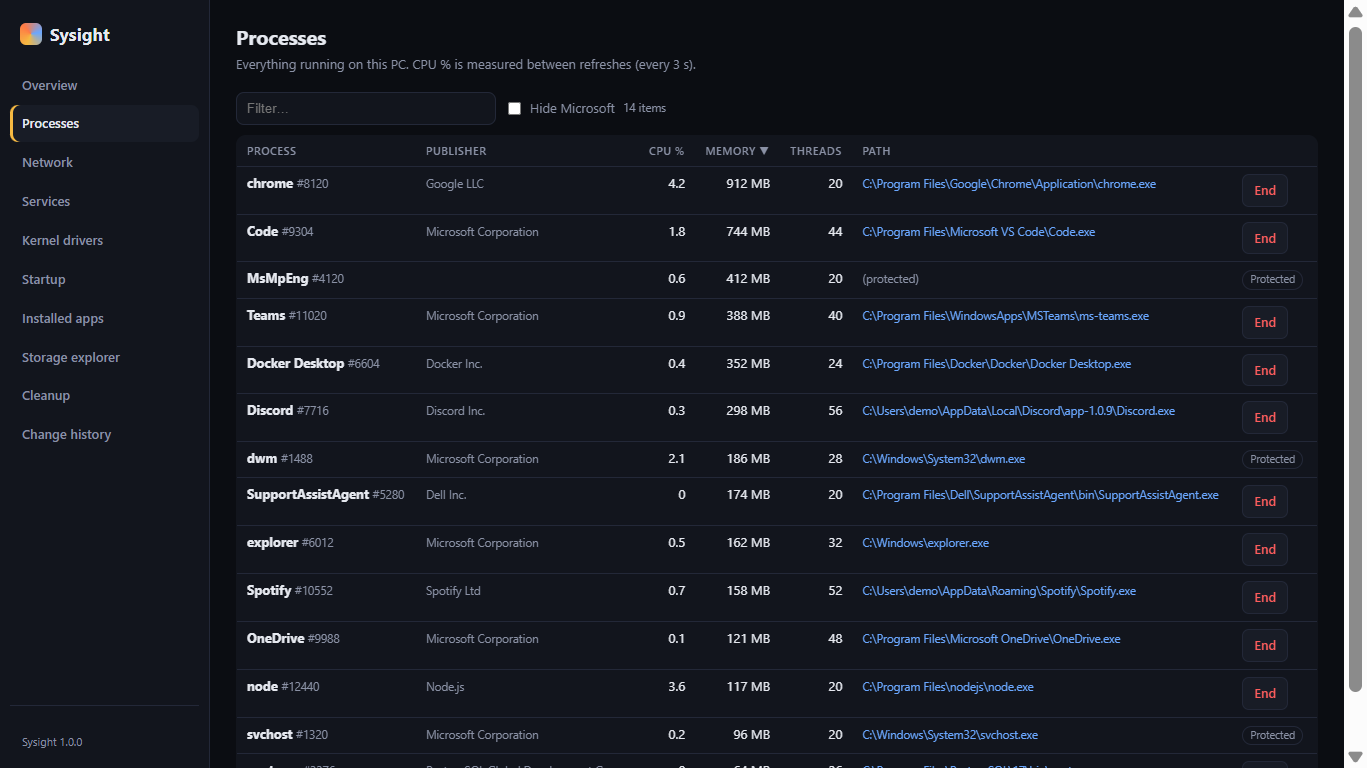 Sysight
Overview
Processes
Network
Services
Kernel drivers
Startup
Installed apps
Storage explorer
Cleanup
Change history
Sysight 1.0.0
Processes
Everything running on this PC. CPU % is measured between refreshes (every 3 s).
Filter... Hide Microsoft 14 items
PROCESS PUBLISHER CPU % MEMORY ▼ THREADS PATH
chrome #8120 Google LLC 4.2 912 MB 20 C:\Program Files\Google\Chrome\Application\chrome.exe End
Code #9304 Microsoft Corporation 1.8 744 MB 44 C:\Program Files\Microsoft VS Code\Code.exe End
MsMpEng #4120 0.6 412 MB 20 (protected) Protected
Teams #11020 Microsoft Corporation 0.9 388 MB 40 C:\Program Files\WindowsApps\MSTeams\ms-teams.exe End
Docker Desktop #6604 Docker Inc. 0.4 352 MB 24 C:\Program Files\Docker\Docker\Docker Desktop.exe End
Discord #7716 Discord Inc. 0.3 298 MB 56 C:\Users\demo\AppData\Local\Discord\app-1.0.9\Discord.exe End
dwm #1488 Microsoft Corporation 2.1 186 MB 28 C:\Windows\System32\dwm.exe Protected
SupportAssistAgent #5280 Dell Inc. 0 174 MB 20 C:\Program Files\Dell\SupportAssistAgent\bin\SupportAssistAgent.exe End
explorer #6012 Microsoft Corporation 0.5 162 MB 32 C:\Windows\explorer.exe End
Spotify #10552 Spotify Ltd 0.7 158 MB 52 C:\Users\demo\AppData\Roaming\Spotify\Spotify.exe End
OneDrive #9988 Microsoft Corporation 0.1 121 MB 48 C:\Program Files\Microsoft OneDrive\OneDrive.exe End
node #12440 Node.js 3.6 117 MB 20 C:\Program Files\nodejs\node.exe End
svchost #1320 Microsoft Corporation 0.2 96 MB 20 C:\Windows\System32\svchost.exe Protected